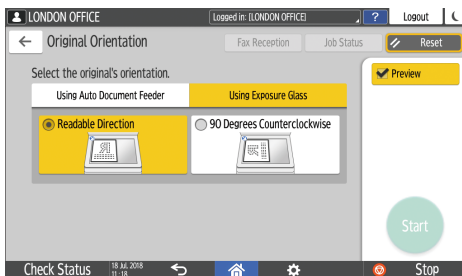 LONDON OFFICE
Logged in: [LONDON OFFICE]
?
Logout
Original Orientation
Fax Reception
Job Status
Reset
Select the original's orientation.
Preview
Using Auto Document Feeder
Using Exposure Glass
Readable Direction
90 Degrees Counterclockwise
Start
Check Status
18 Jul. 2018
11:18
Stop